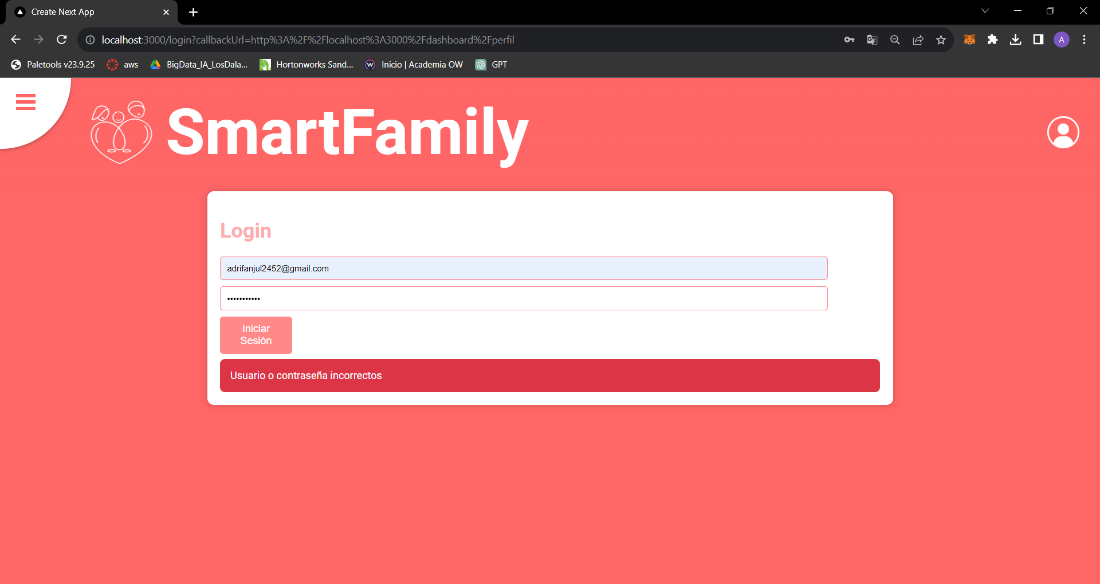 Create Next App
localhost:3000/login?callbackUrl=http%3A%2F%2Flocalhost%3A3000%2Fdashboard%2Fperfil
A
Paletools v23.9.25
aws
BigData_IA_LosDala...
Hortonworks Sand...
Inicio | Academia OW
GPT
SmartFamily
Login
adrifanjul2452@gmail.com
•••••••••••
Iniciar
Sesión
Usuario o contraseña incorrectos